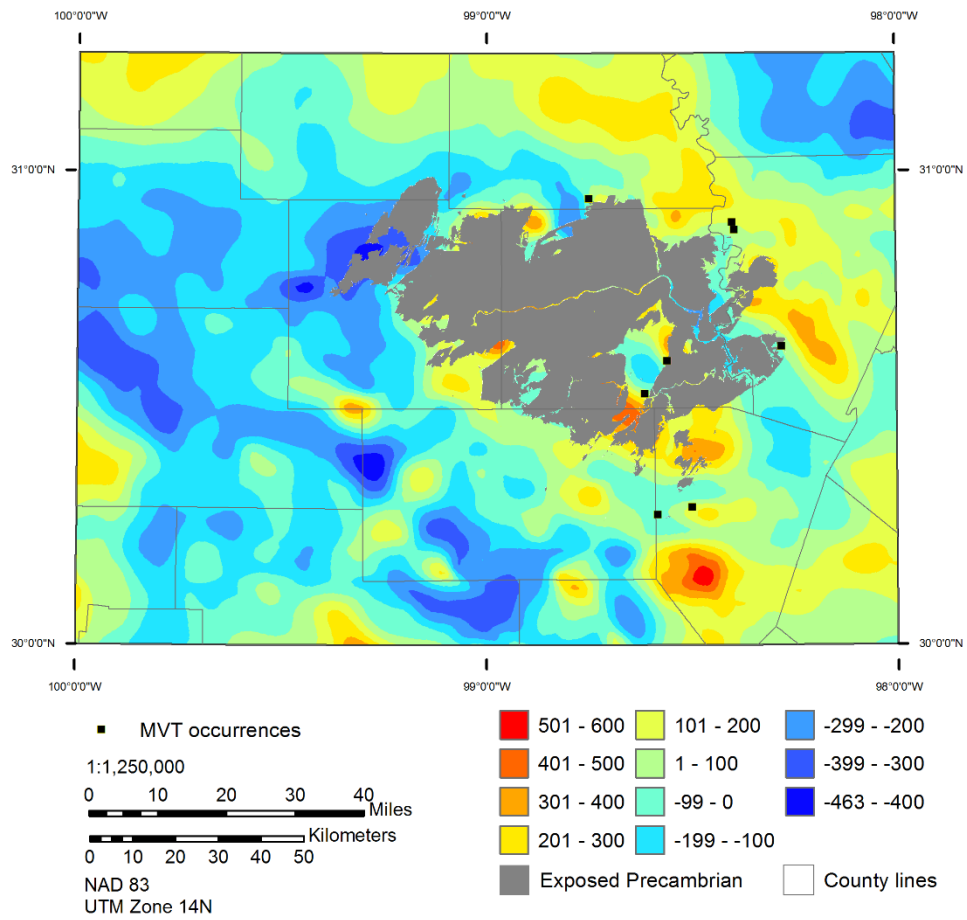 100°0'0"W 99°0'0"W 98°0'0"W
31°0'0"N 31°0'0"N
30°0'0"N 30°0'0"N
100°0'0"W 99°0'0"W 98°0'0"W
MVT occurrences
1:1,250,000
0 10 20 30 40 Miles
Kilometers
0 10 20 30 40 50
NAD 83
UTM Zone 14N
501 - 600 101 - 200 -299 - -200
401 - 500 1 - 100 -399 - -300
301 - 400 -99 - 0 -463 - -400
201 - 300 -199 - -100
Exposed Precambrian County lines